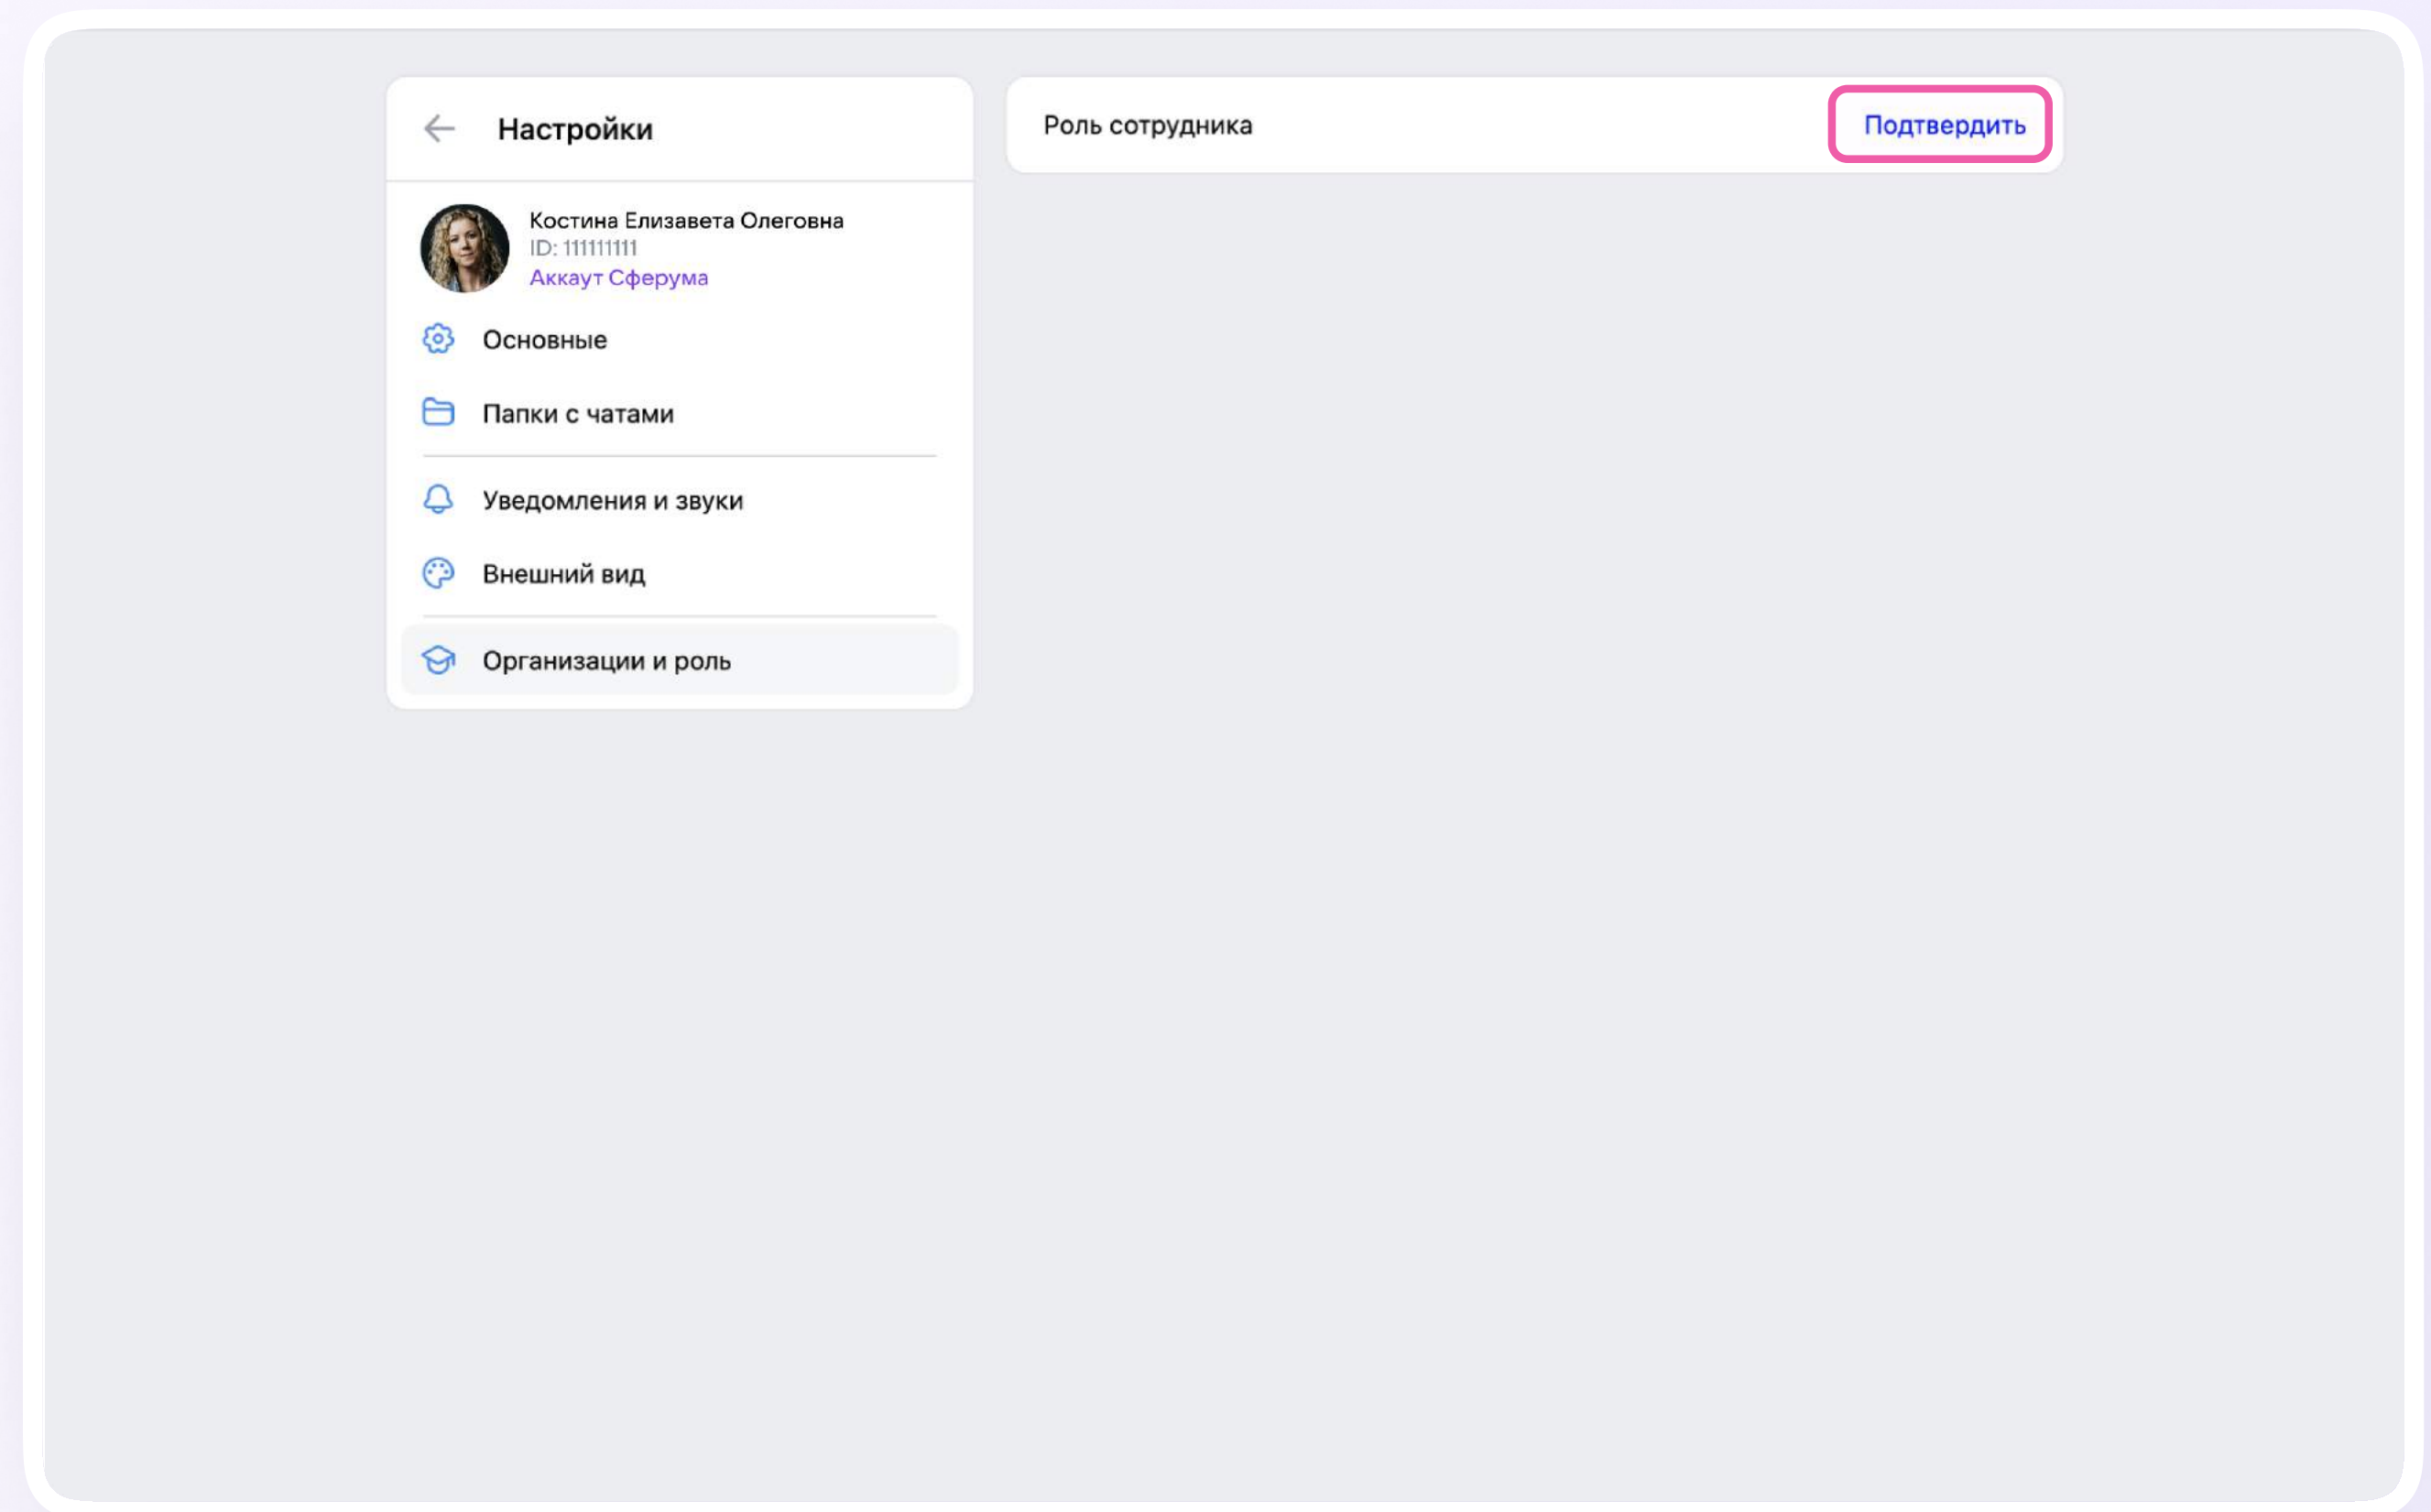 Настройки
Костина Елизавета Олеговна
ID: 111111111
Аккаут Сферума
Основные
Папки с чатами
Уведомления и звуки
Внешний вид
Организации и роль
Роль сотрудника
Подтвердить